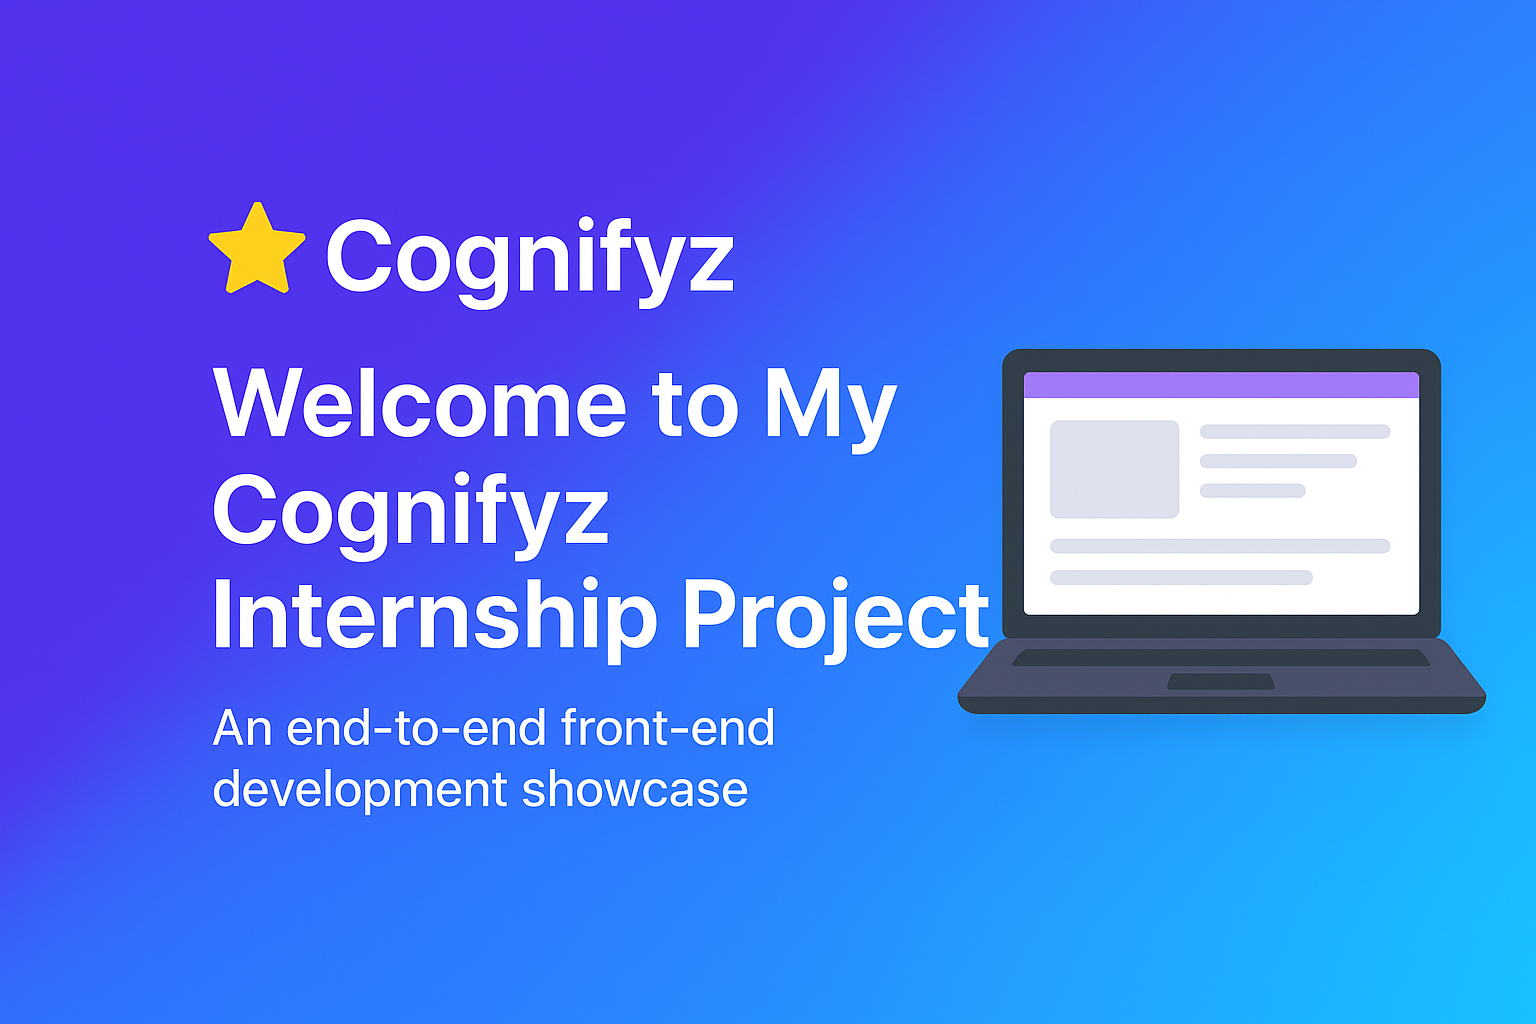 Cognifyz
Welcome to My
Cognifyz
Internship Project
An end-to-end front-end
development showcase